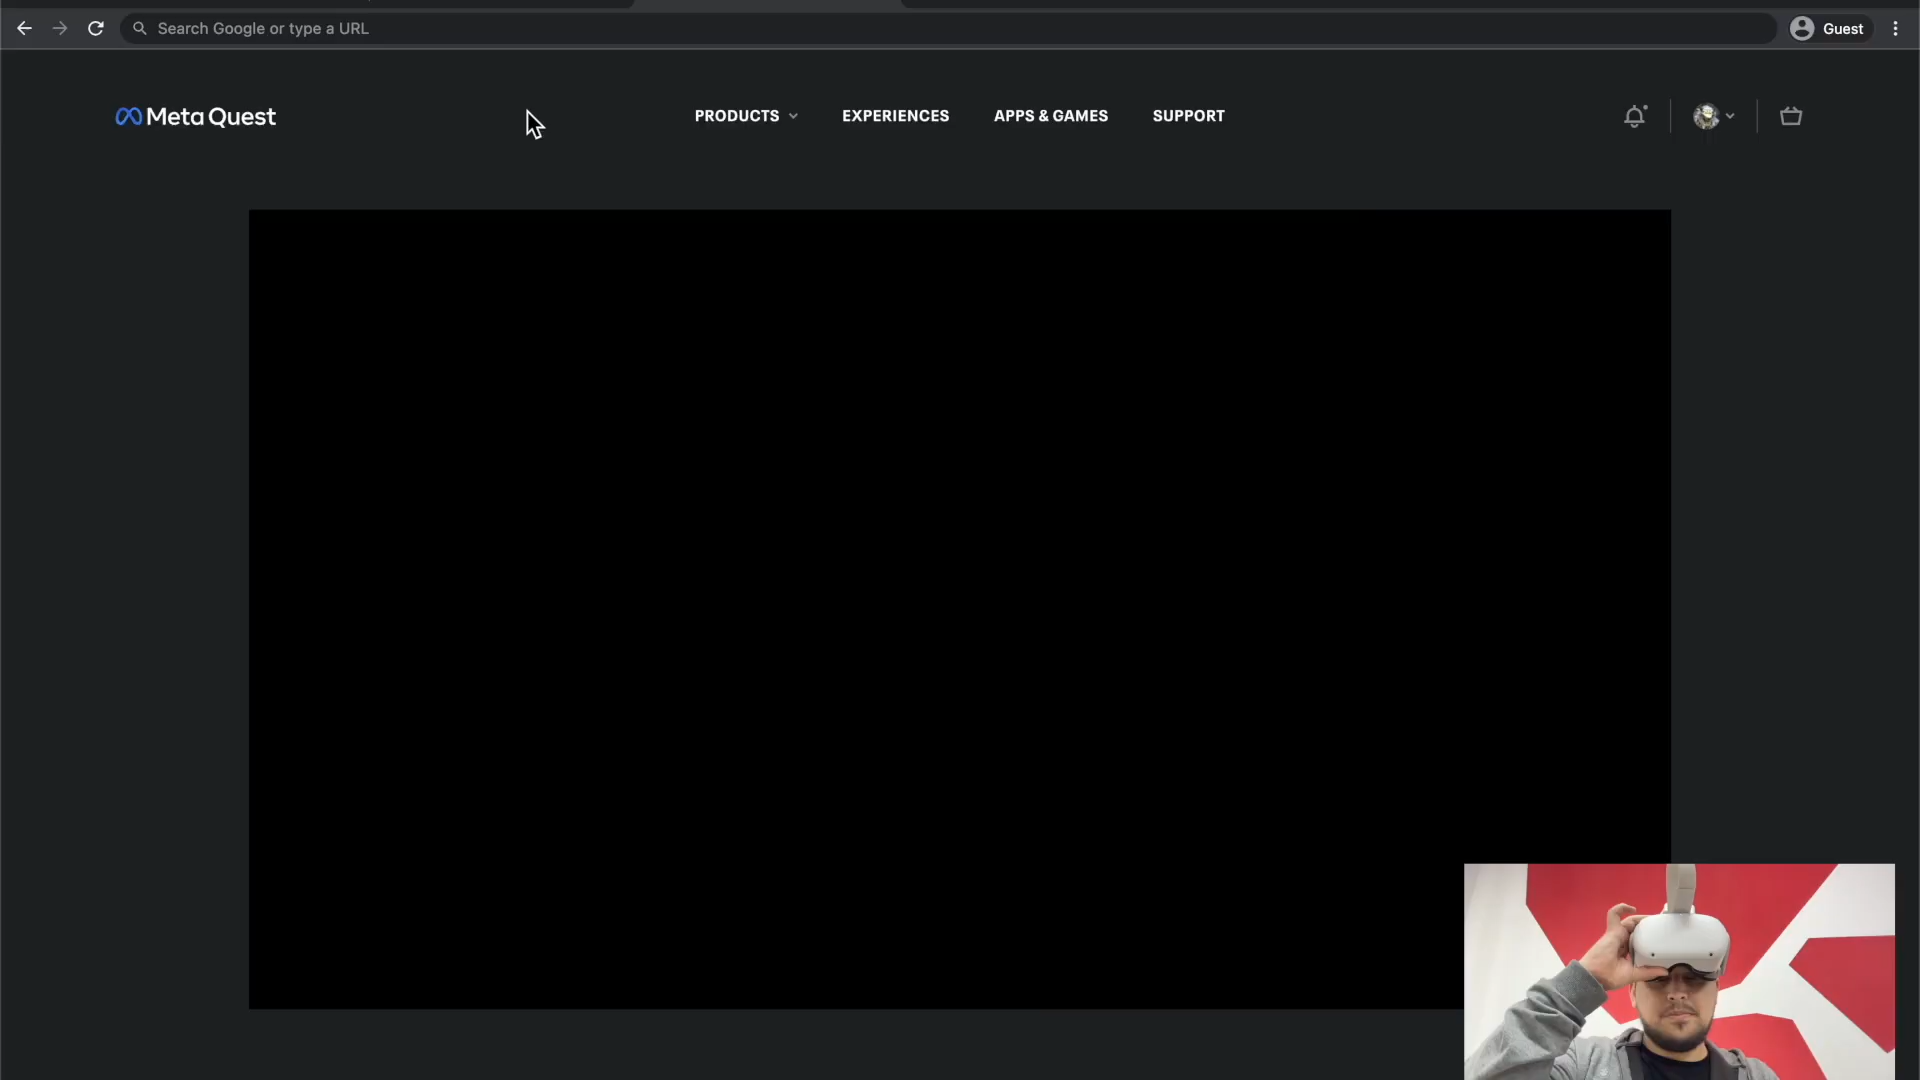 Search Google or type a URL
Guest
Meta Quest
PRODUCTS
EXPERIENCES
APPS & GAMES
SUPPORT